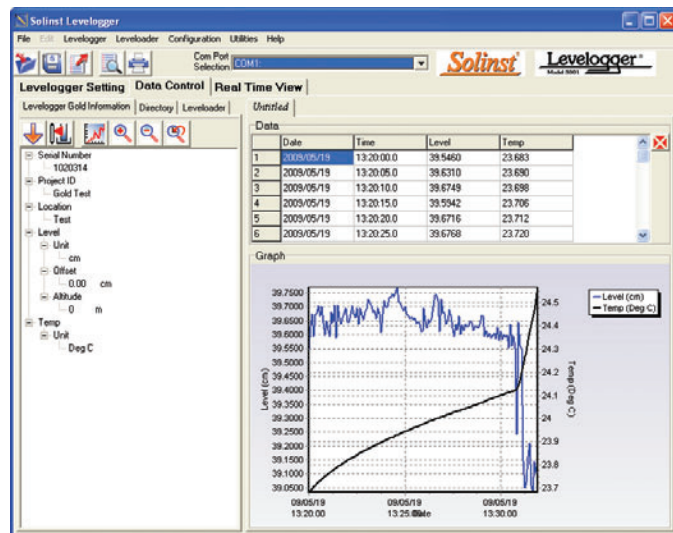 Solinst Levelogger
File Edit Levelogger Leveloader Configuration Utilities Help
Com Port
Selection
COM1:
Solinst
Levelogger
Model 3001
Levelogger Setting Data Control Real Time View
Levelogger Gold Information Directory Leveloader
Untitled
Data
Date Time Level Temp
1 2009/05/19 13:20:00.0 39.5460 23.683
2 2009/05/19 13:20:05.0 39.6310 23.690
3 2009/05/19 13:20:10.0 39.6749 23.698
4 2009/05/19 13:20:15.0 39.5942 23.706
5 2009/05/19 13:20:20.0 39.6716 23.712
6 2009/05/19 13:20:25.0 39.6768 23.720
Serial Number
1020314
Project ID
Gold Test
Location
Test
Level
Unit
cm
Offset
0.00 cm
Altitude
0 m
Temp
Unit
Deg C
Graph
Level (cm)
Temp (Deg C)
39.7500
39.7000
39.6500
39.6000
39.5500
39.5000
39.4500
39.4000
39.3500
39.3000
39.2500
39.2000
39.1500
39.1000
39.0500
Level (cm)
24.5
24.4
24.3
24.2
24.1
24
23.9
23.8
23.7
Temp(Deg C)
09/05/19 09/05/19 09/05/19
13:20:00 13:25:00 13:30:00
Date